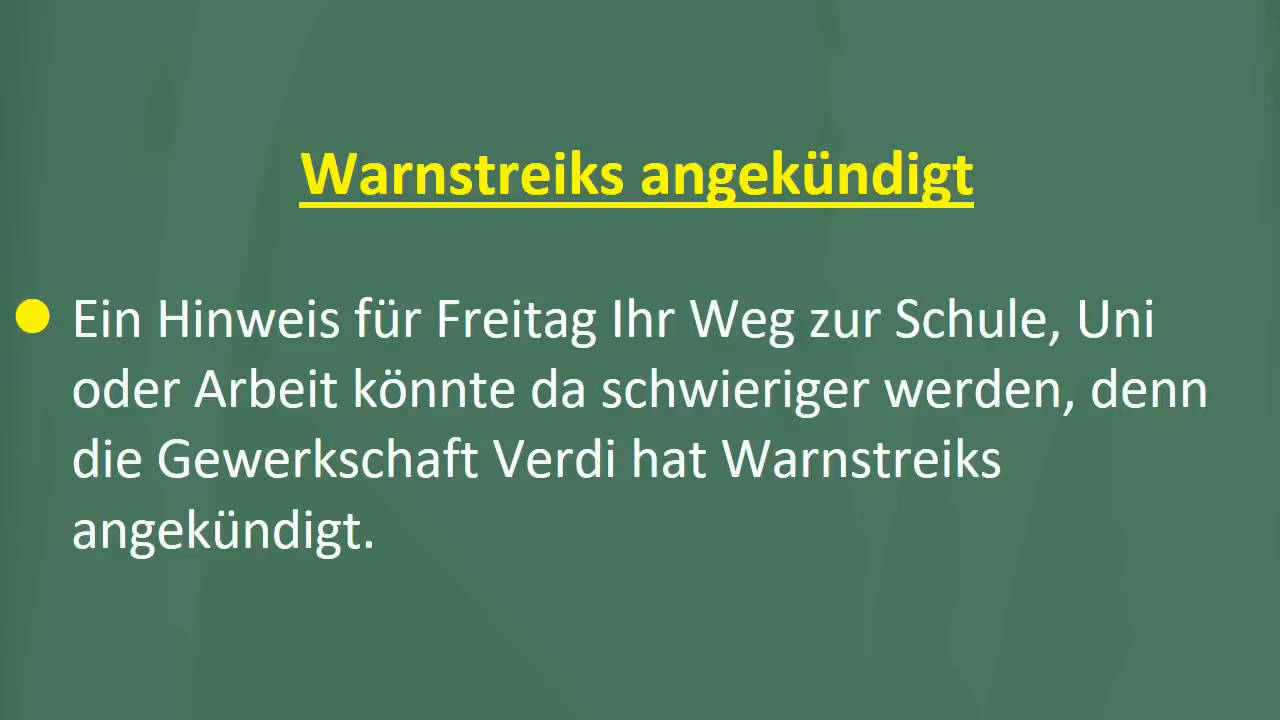 Warnstreiks angekündigt
Ein Hinweis für Freitag Ihr Weg zur Schule, Uni
oder Arbeit könnte da schwieriger werden, denn
die Gewerkschaft Verdi hat Warnstreiks
angekündigt.